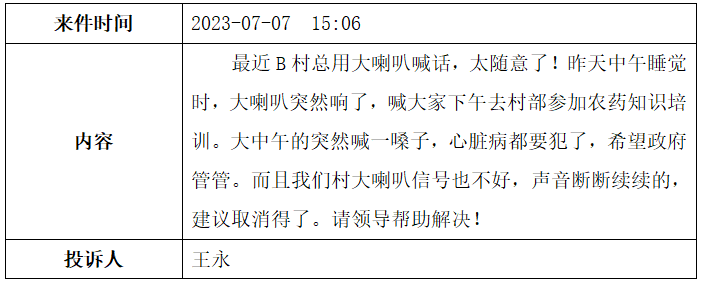 来件时间 2023-07-07 15:06
最近 B 村总用大喇叭喊话，太随意了！昨天中午睡觉
时，大喇叭突然响了，喊大家下午去村部参加农药知识培
内容 训。大中午的突然喊一嗓子，心脏病都要犯了，希望政府
管管。而且我们村大喇叭信号也不好，声音断断续续的，
建议取消得了。请领导帮助解决！
投诉人 王永